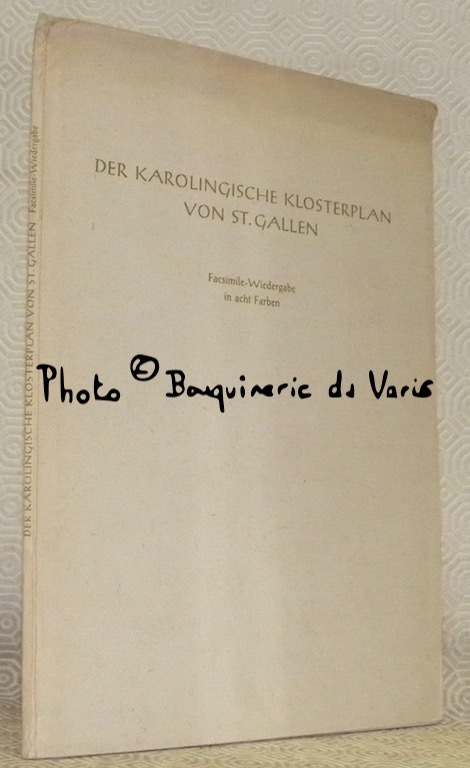 DER KAROLINGISCHE KLOSTERPLAN
VON ST. GALLEN
Facsimile-Wiedergabe
in acht Farben
Photo © Bouquinerie du Varis
DER KAROLINGISCHE KLOSTERPLAN VON ST. GALLEN Facsimile-Wiedergabe